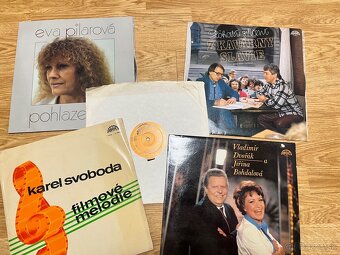 eva pilarová
pohlazení
Z KAVÁRNY
SLÁVIE
karel svoboda
filmové
melodie
Vladimír
Dvořák a
Jiřina
Bohdalová